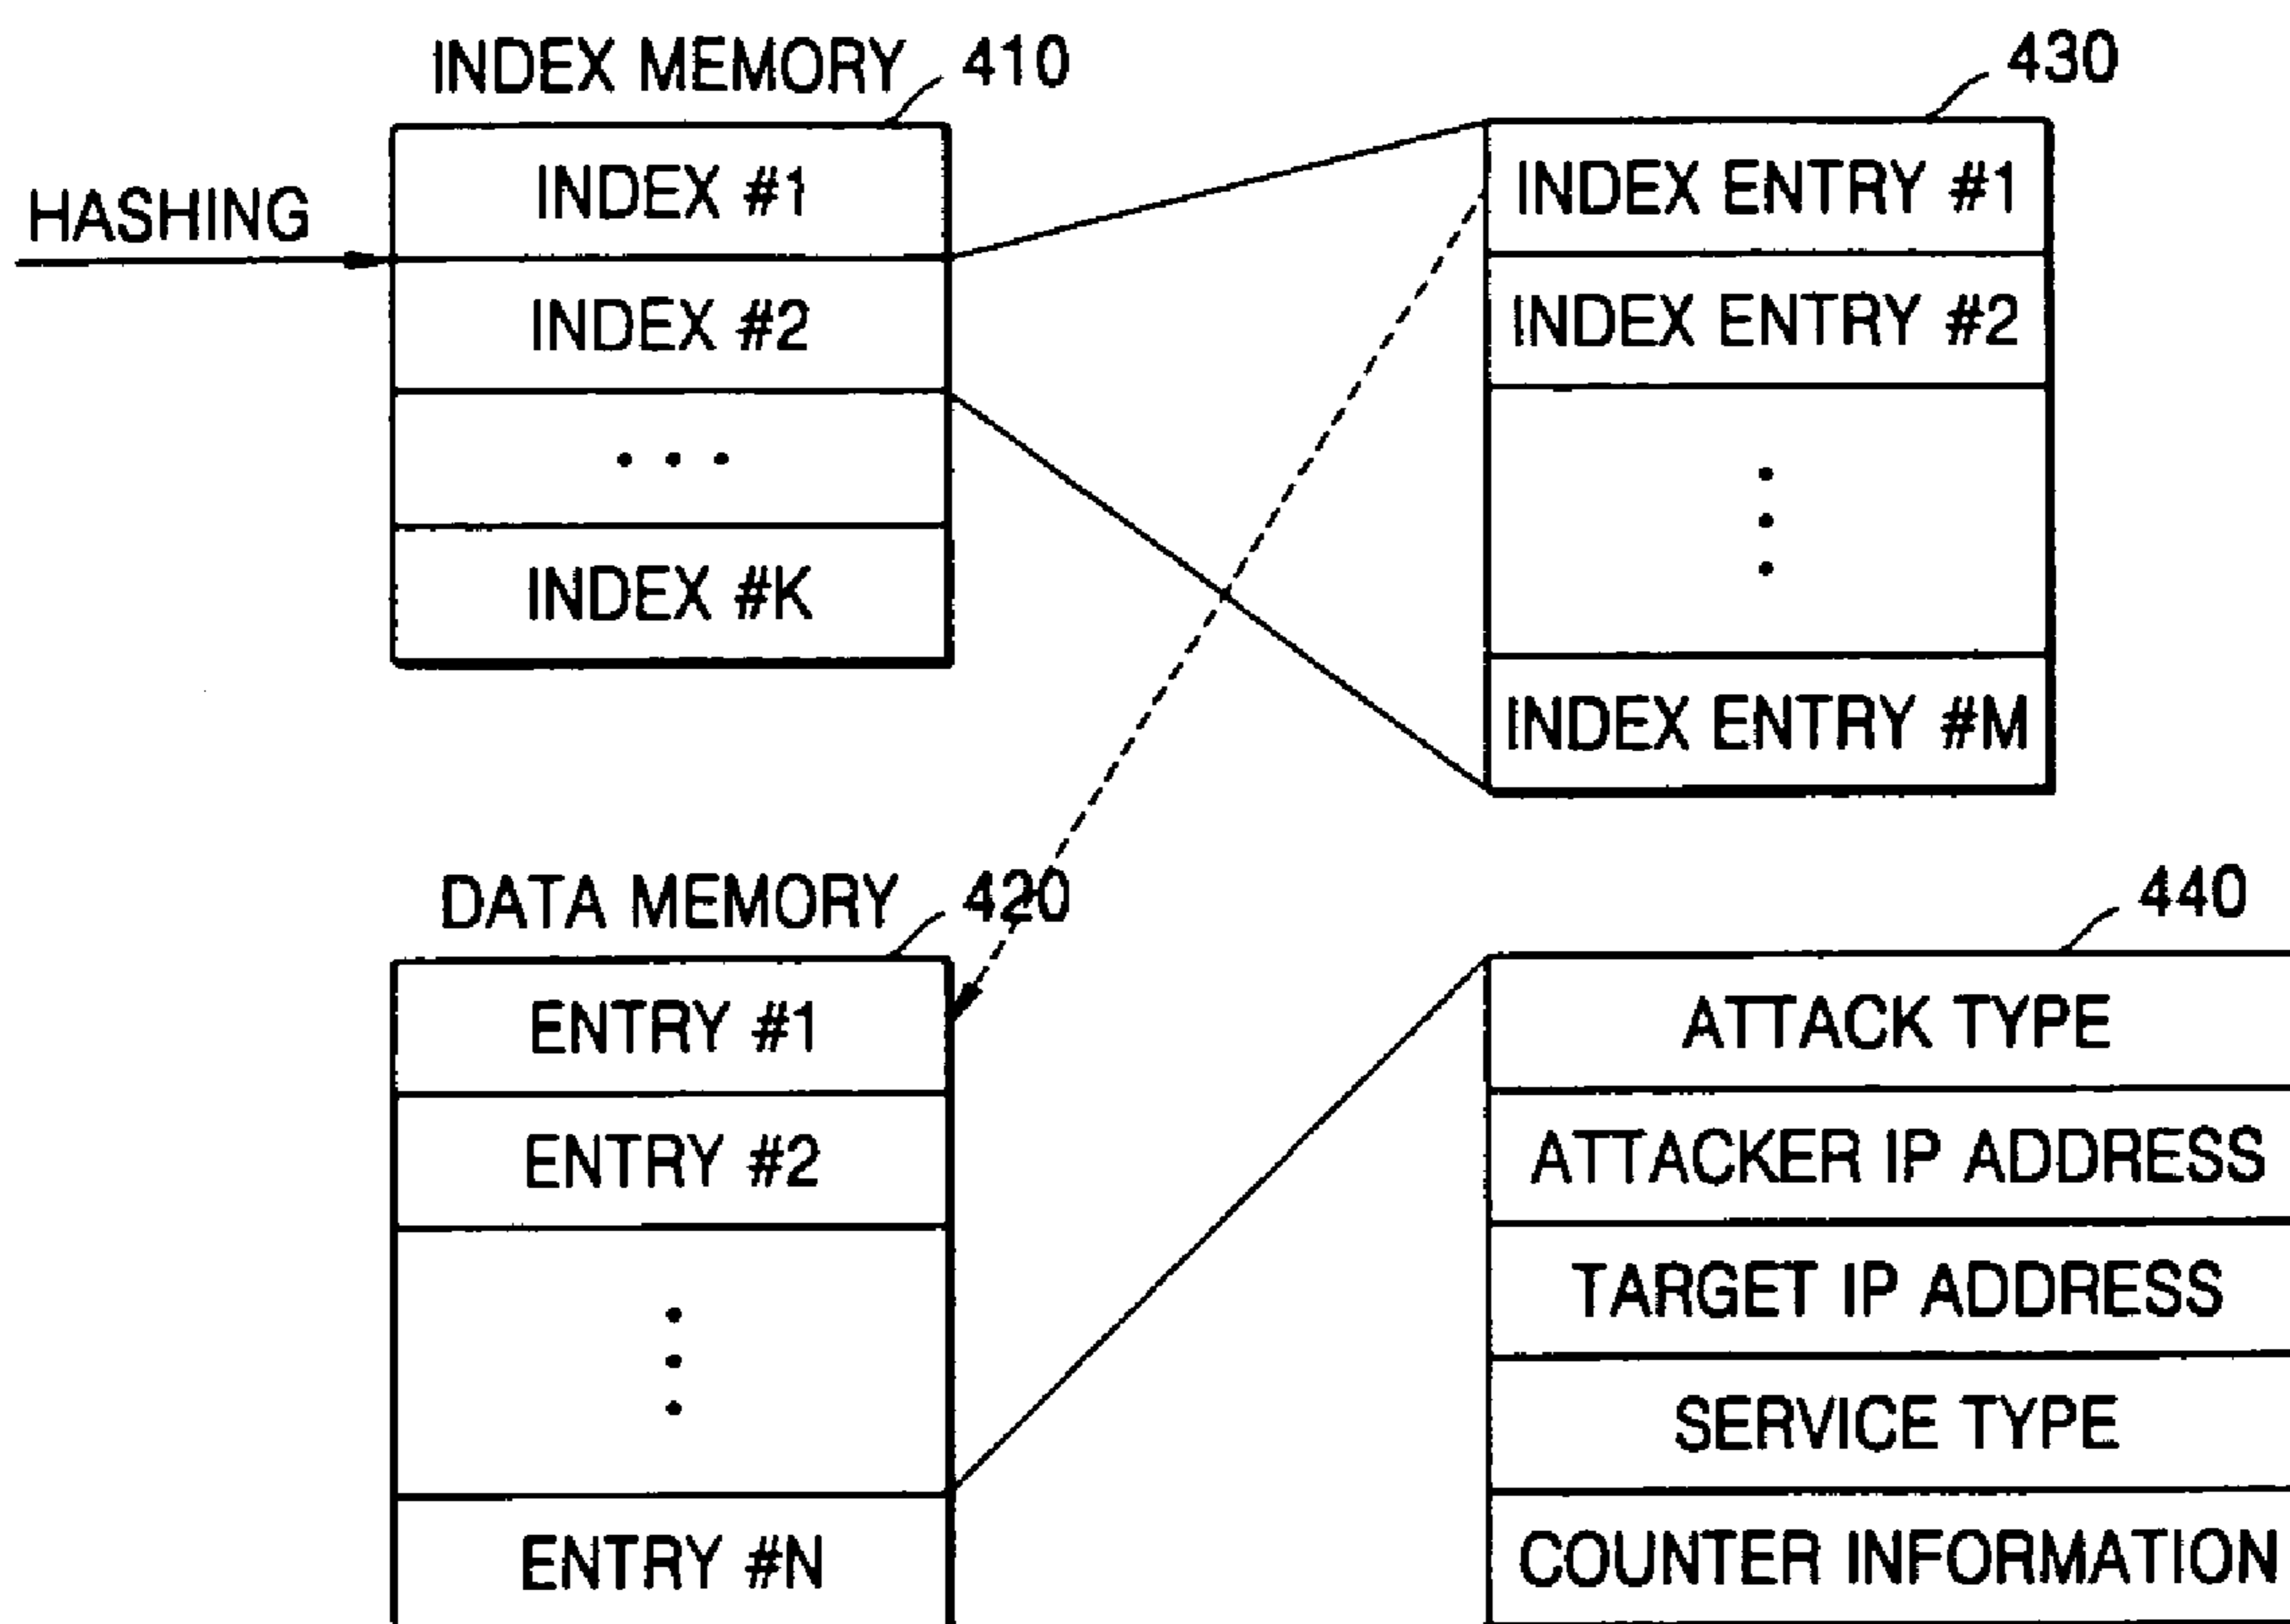 INDEX MEMORY 410
HASHING
INDEX #1
INDEX #2
. . .
INDEX #K
430
INDEX ENTRY #1
INDEX ENTRY #2
INDEX ENTRY #M
DATA MEMORY 420
ENTRY #1
ENTRY #2
ENTRY #N
440
ATTACK TYPE
ATTACKER IP ADDRESS
TARGET IP ADDRESS
SERVICE TYPE
COUNTER INFORMATION